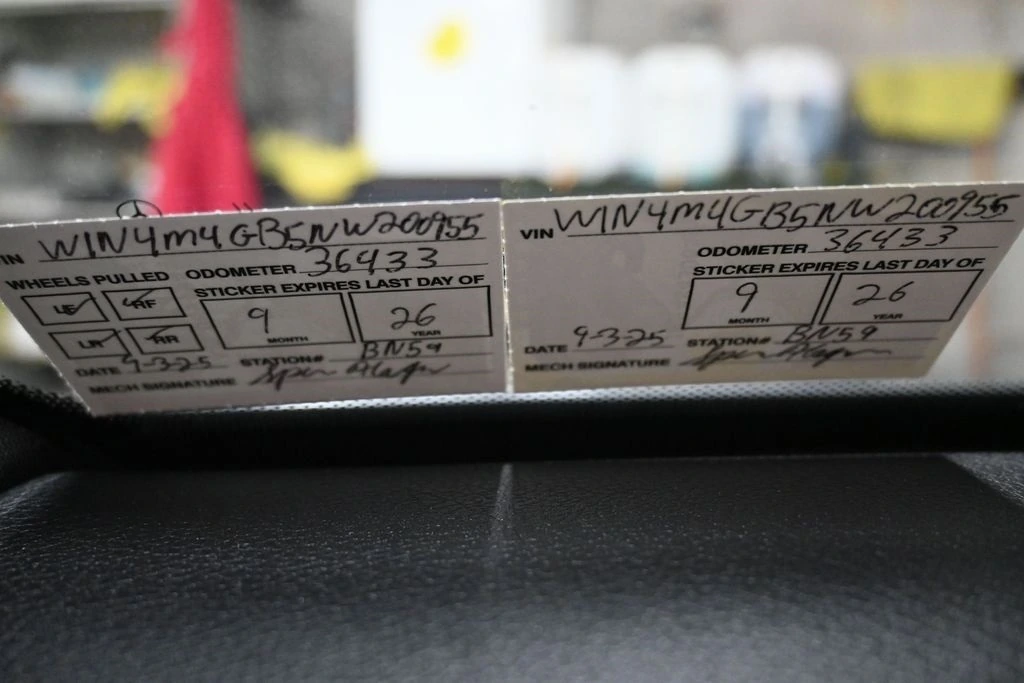 VIN WIN4M4GB5NW200955
WHEELS PULLED
ODOMETER 36433
STICKER EXPIRES LAST DAY OF
LF RF
LR RR
9 MONTH
26 YEAR
DATE 9-3-25 STATION# BN59
MECH SIGNATURE
VIN WIN4M4GB5NW200955
ODOMETER 36433
STICKER EXPIRES LAST DAY OF
9 MONTH
26 YEAR
DATE 9-3-25 STATION# BN59
MECH SIGNATURE